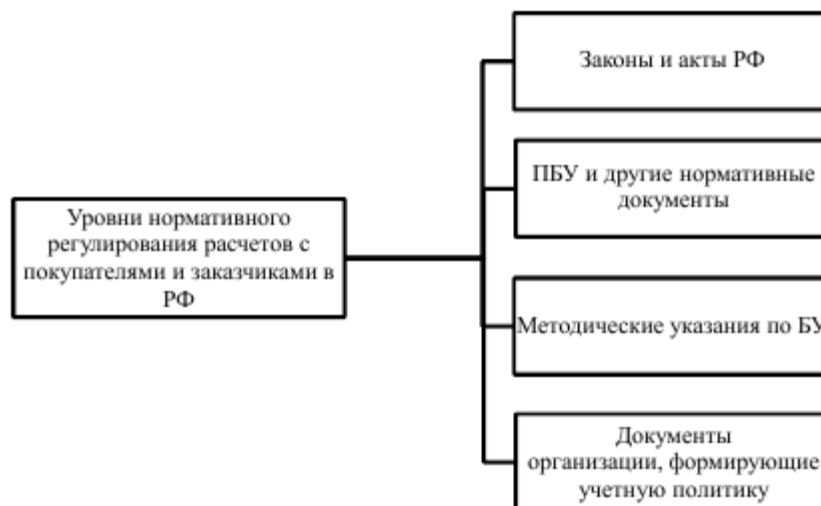 Законы и акты РФ
ПБУ и другие нормативные
документы
Уровни нормативного
регулирования расчетов с
покупателями и заказчиками в
РФ
Методические указания по БУ
Документы
организации, формирующие
учетную политику